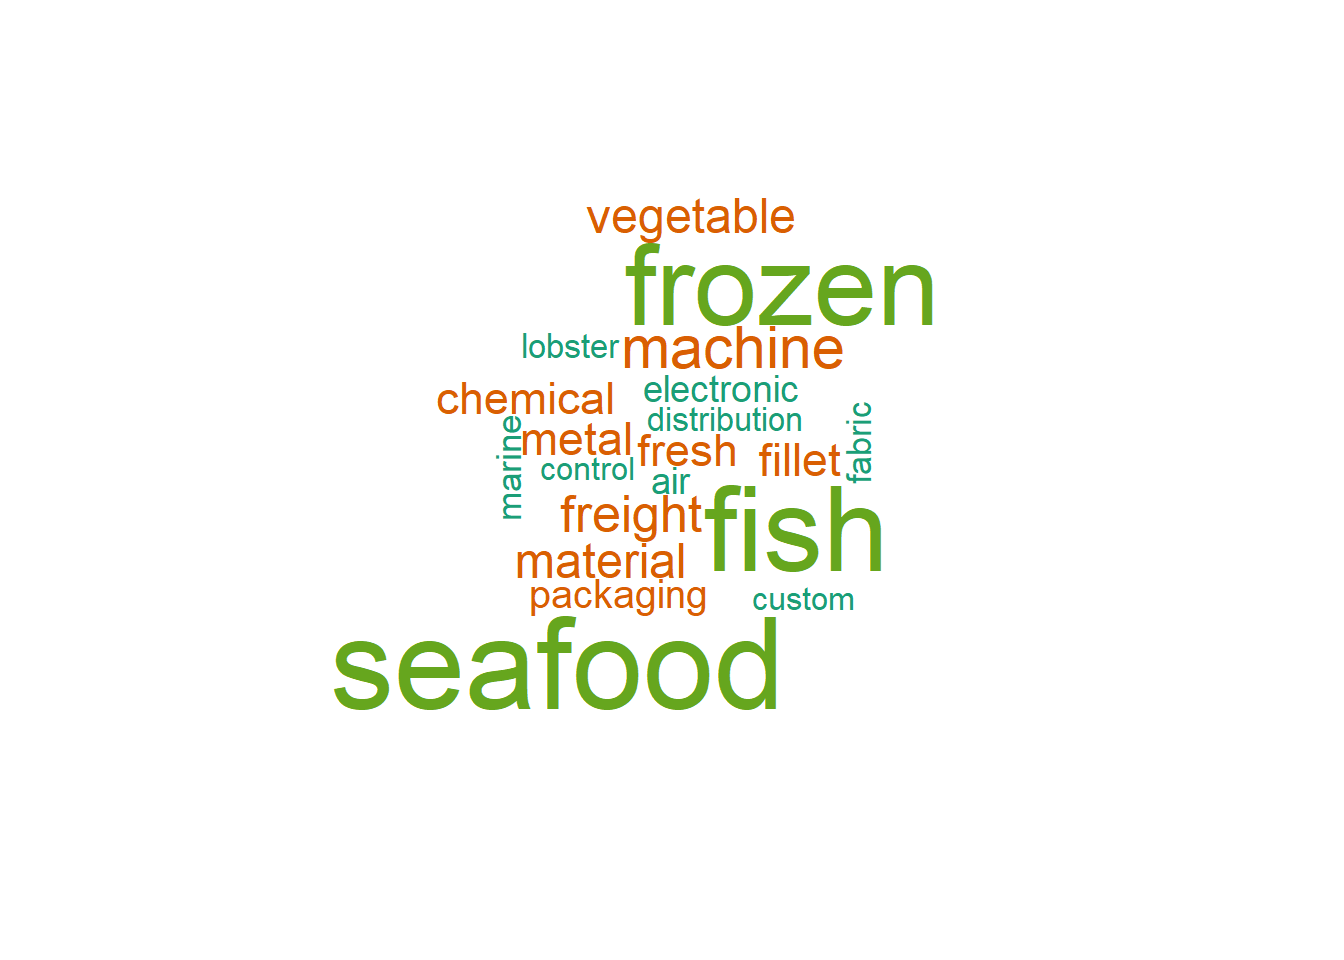 vegetable
frozen
lobster machine
chemical electronic
distribution
marine metal fresh fillet fabric
control air
freight fish
material
packaging custom
seafood